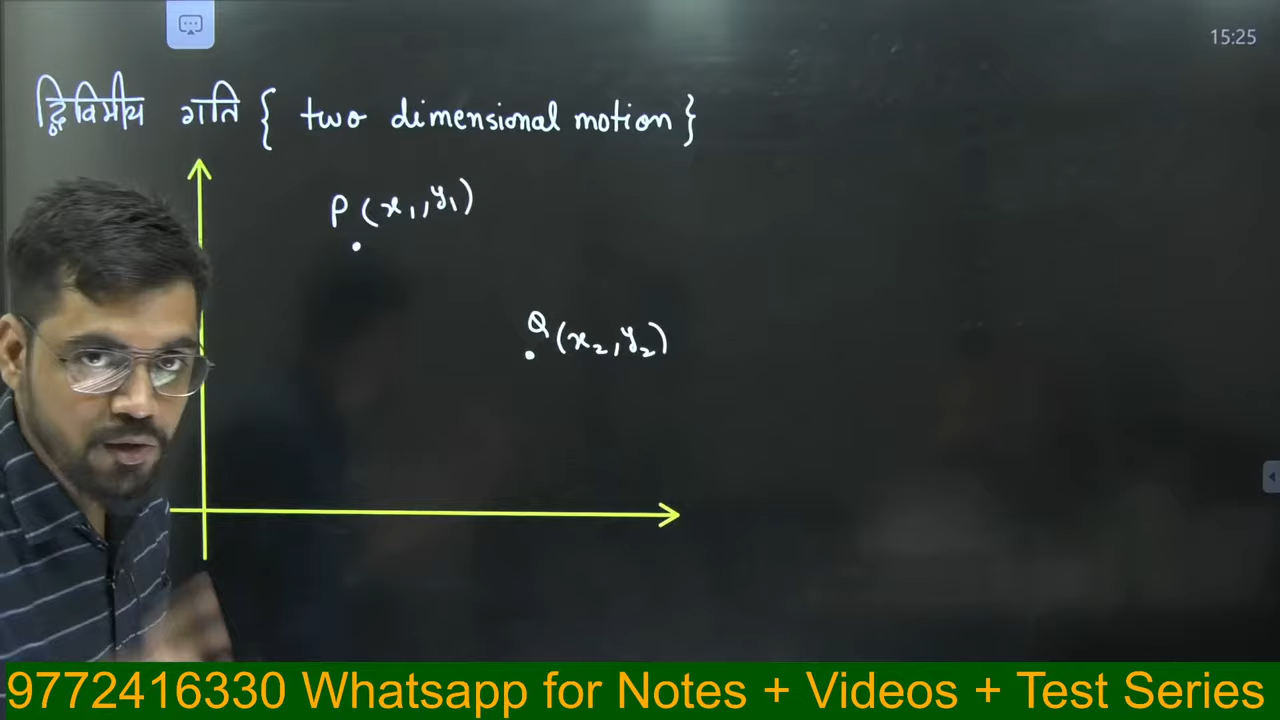 15:25
द्विविमीय गति { two dimensional motion }
P (x₁, y₁)
Q (x₂, y₂)
9772416330 Whatsapp for Notes + Videos + Test Series